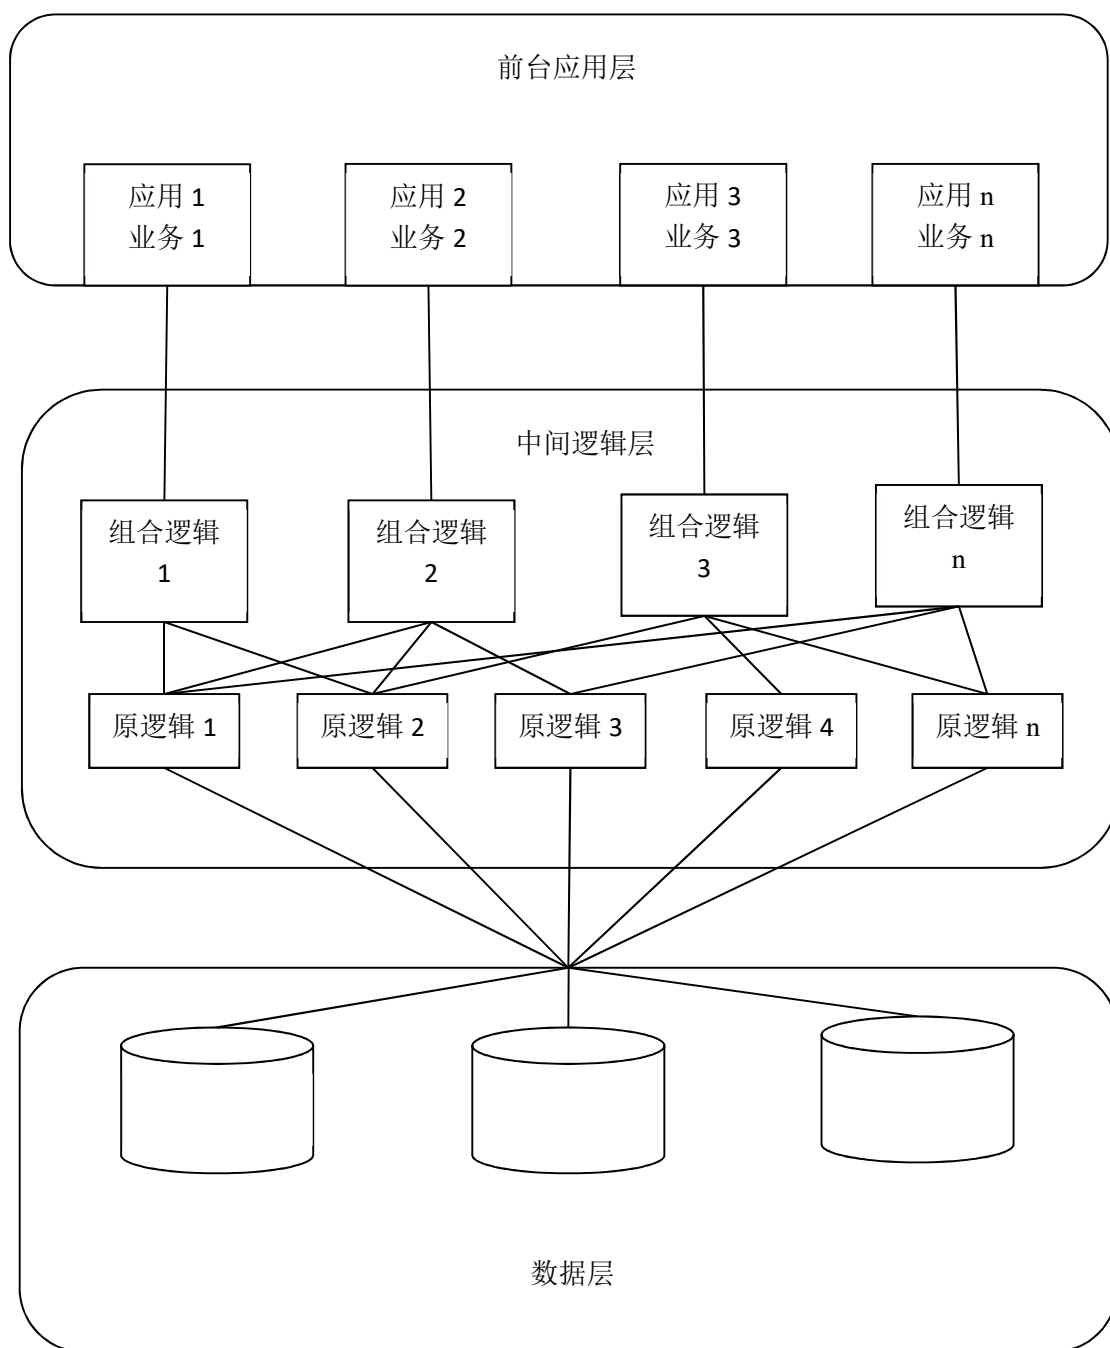 前台应用层
应用 1
业务 1
应用 2
业务 2
应用 3
业务 3
应用 n
业务 n
中间逻辑层
组合逻辑
1
组合逻辑
2
组合逻辑
3
组合逻辑
n
原逻辑 1
原逻辑 2
原逻辑 3
原逻辑 4
原逻辑 n
数据层